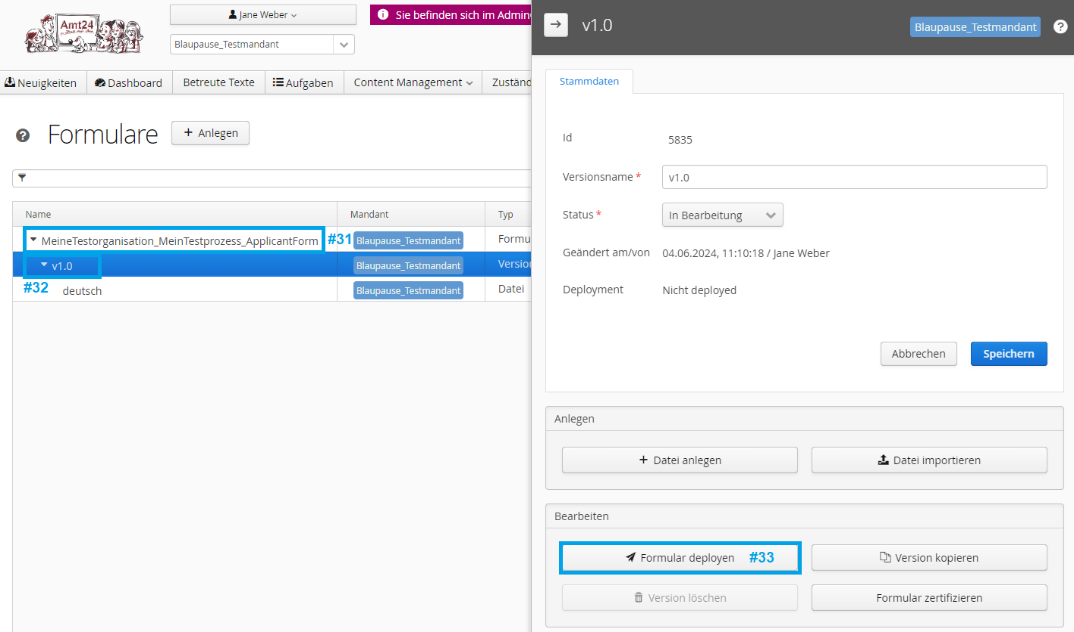 Amt24
Jane Weber
Sie befinden sich im Admin
Blaupause_Testmandant
Neuigkeiten
Dashboard
Betreute Texte
Aufgaben
Content Management
Zuständ
Formulare
+ Anlegen
Name
Mandant
Typ
MeineTestorganisation_MeinTestprozess_ApplicantForm
#31
Blaupause_Testmandant
Formu
v1.0
Blaupause_Testmandant
Versio
#32
deutsch
Blaupause_Testmandant
Datei
v1.0
Blaupause_Testmandant
Stammdaten
Id
5835
Versionsname *
v1.0
Status *
In Bearbeitung
Geändert am/von
04.06.2024, 11:10:18 / Jane Weber
Deployment
Nicht deployed
Abbrechen
Speichern
Anlegen
+ Datei anlegen
Datei importieren
Bearbeiten
Formular deployen
#33
Version kopieren
Version löschen
Formular zertifizieren